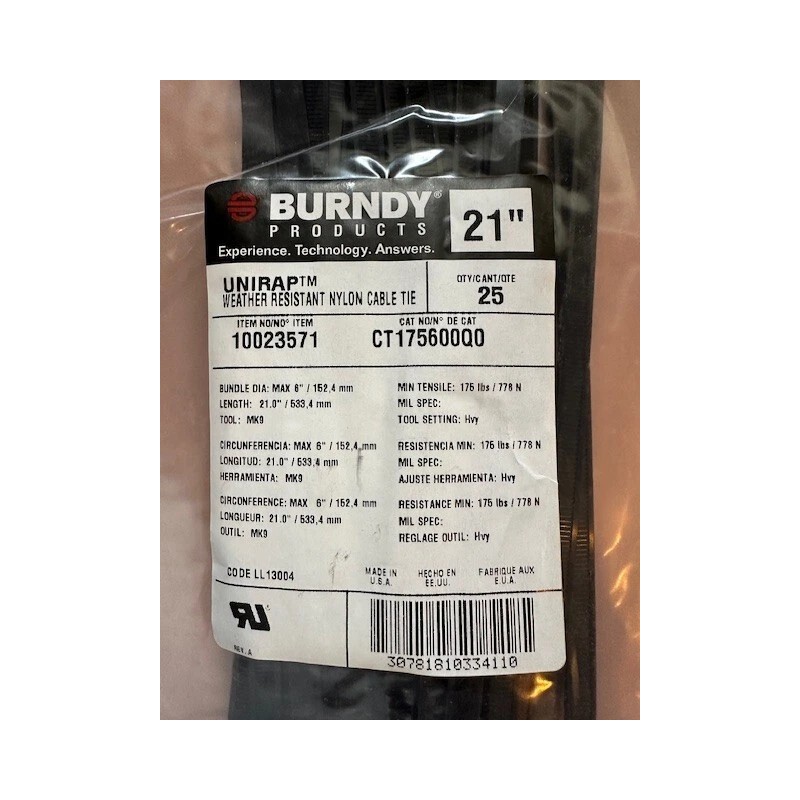 BURNDY®
PRODUCTS
Experience. Technology. Answers.
21"
UNIRAP™
WEATHER RESISTANT NYLON CABLE TIE
QTY/CANT/QTE
25
ITEM NO/N° ITEM
10023571
CAT NO/N° DE CAT
CT175600Q0
BUNDLE DIA: MAX 6" / 152,4 mm
LENGTH: 21.0" / 533,4 mm
TOOL: MK9
MIN TENSILE: 175 lbs / 778 N
MIL SPEC:
TOOL SETTING: Hvy
CIRCUNFERENCIA: MAX 6" / 152,4 mm
LONGITUD: 21.0" / 533,4 mm
HERRAMIENTA: MK9
RESISTENCIA MIN: 175 lbs / 778 N
MIL SPEC:
AJUSTE HERRAMIENTA: Hvy
CIRCONFERENCE: MAX 6" / 152,4 mm
LONGUEUR: 21.0" / 533,4 mm
OUTIL: MK9
RESISTANCE MIN: 175 lbs / 778 N
MIL SPEC:
REGLAGE OUTIL: Hvy
CODE LL13004
MADE IN
U.S.A.
HECHO EN
EE.UU.
FABRIQUE AUX
E.U.A.
REV. A
30781810334110